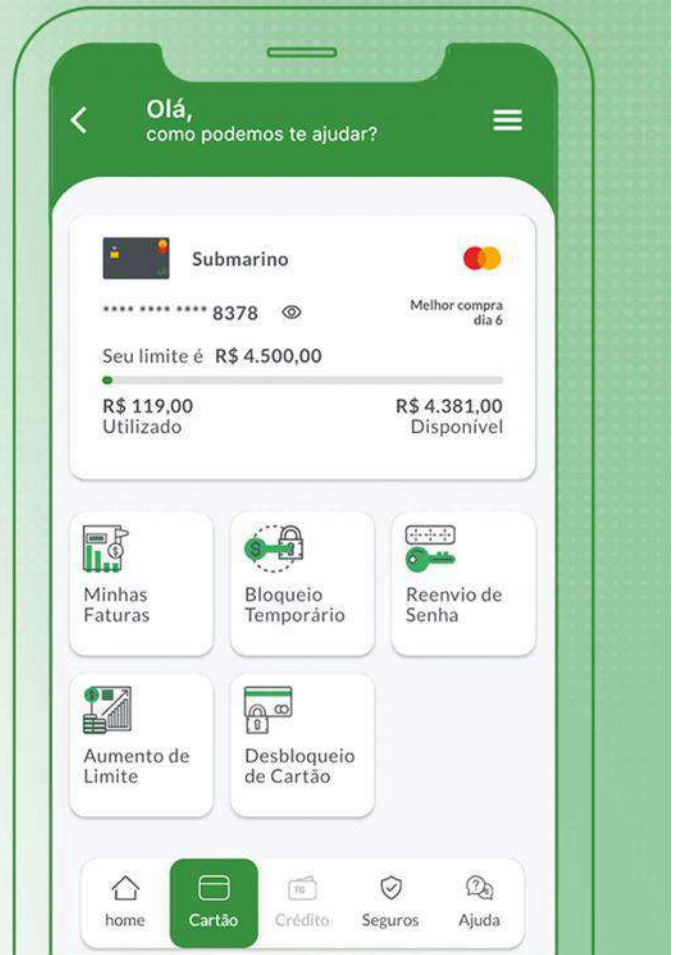 Olá,
como podemos te ajudar?
Submarino
**** **** **** 8378
Melhor compra
dia 6
Seu limite é R$ 4.500,00
R$ 119,00
Utilizado
R$ 4.381,00
Disponível
Minhas
Faturas
Bloqueio
Temporário
Reenvio de
Senha
Aumento de
Limite
Desbloqueio
de Cartão
home
Cartão
Crédito
Seguros
Ajuda